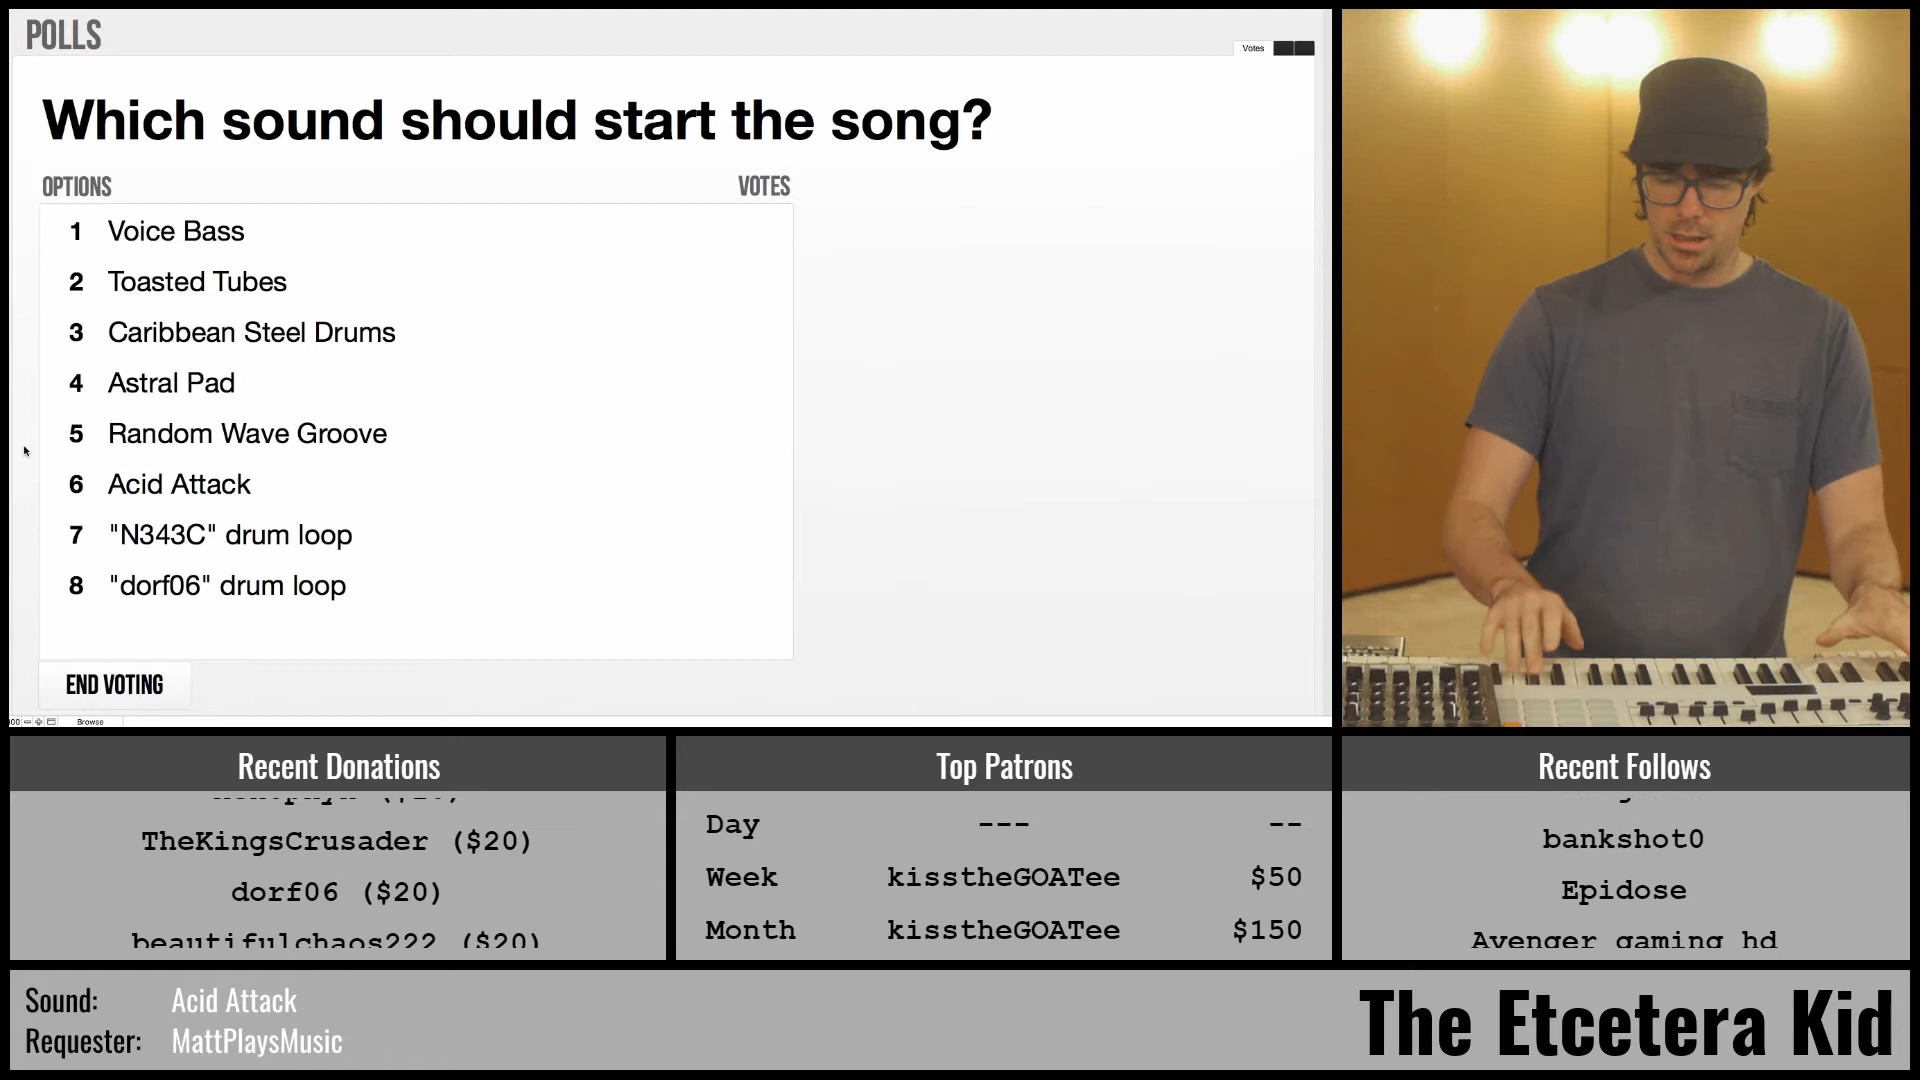 POLLS
Votes
Which sound should start the song?
OPTIONS VOTES
1 Voice Bass
2 Toasted Tubes
3 Caribbean Steel Drums
4 Astral Pad
5 Random Wave Groove
6 Acid Attack
7 "N343C" drum loop
8 "dorf06" drum loop
END VOTING
Browse
Recent Donations
TheKingsCrusader ($20)
dorf06 ($20)
beautifulchaos222 ($20)
Top Patrons
Day --- --
Week kisstheGOATee $50
Month kisstheGOATee $150
Recent Follows
bankshot0
Epidose
Avenger gaming hd
Sound: Acid Attack
Requester: MattPlaysMusic
The Etcetera Kid